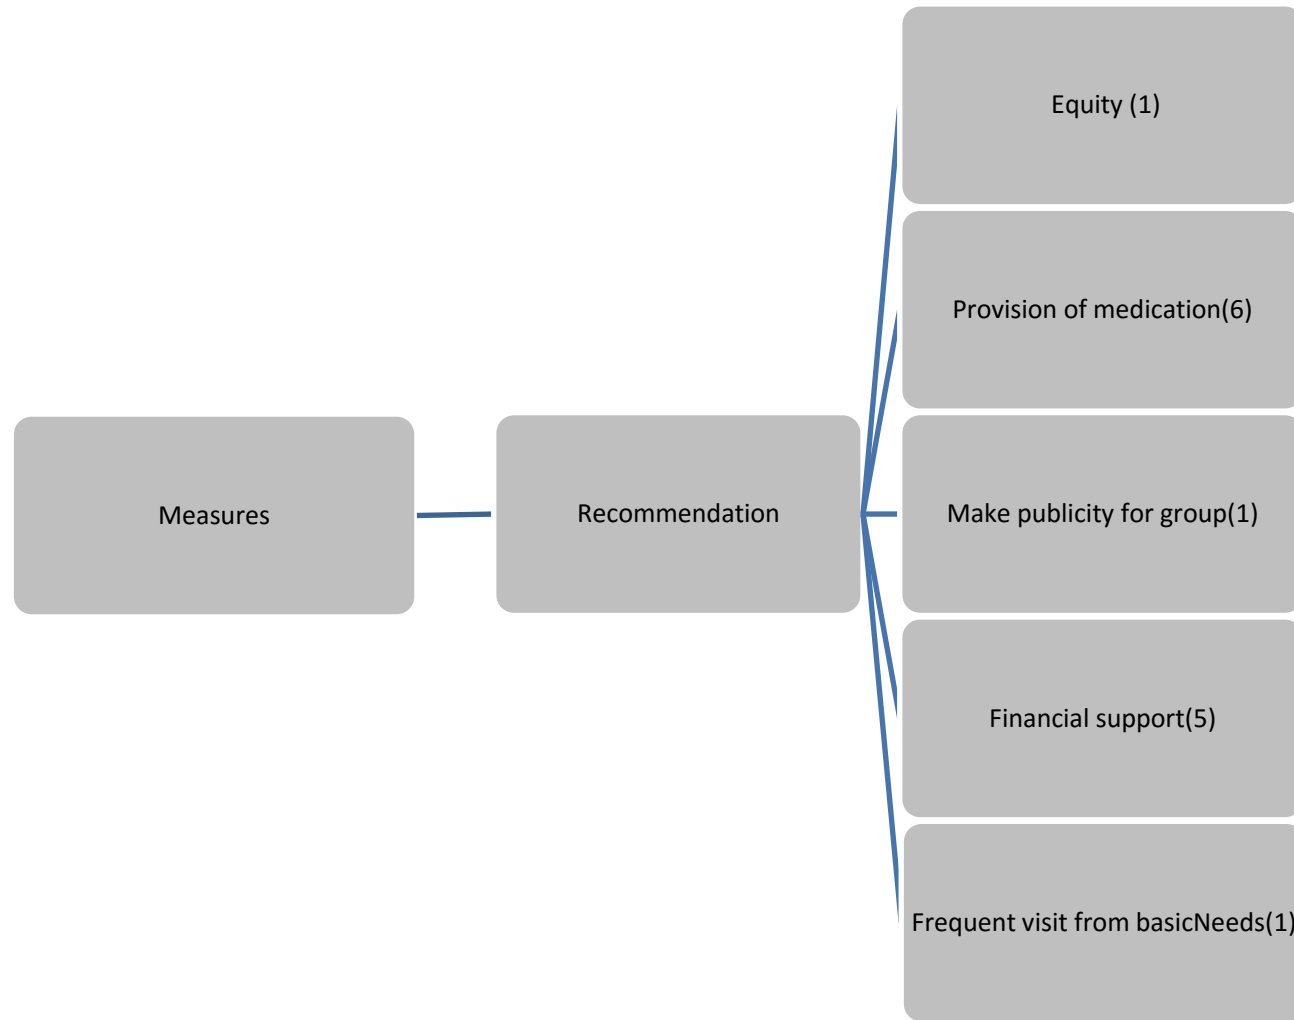 Equity (1)
Provision of medication(6)
Measures
Recommendation
Make publicity for group(1)
Financial support(5)
Frequent visit from basicNeeds(1)